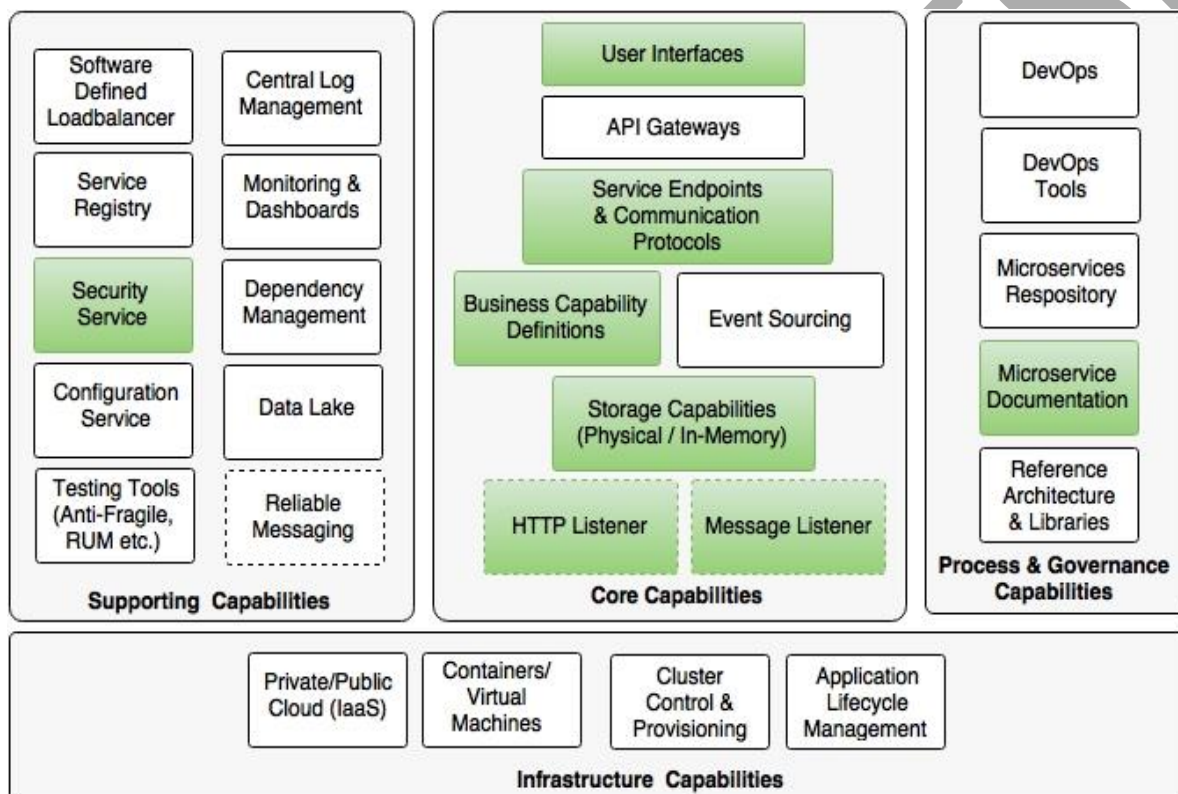 Software
Defined
Loadbalancer
Central Log
Management
Service
Registry
Monitoring &
Dashboards
Security
Service
Dependency
Management
Configuration
Service
Data Lake
Testing Tools
(Anti-Fragile,
RUM etc.)
Reliable
Messaging
Supporting Capabilities
User Interfaces
API Gateways
Service Endpoints
& Communication
Protocols
Business Capability
Definitions
Event Sourcing
Storage Capabilities
(Physical / In-Memory)
HTTP Listener
Message Listener
Core Capabilities
DevOps
DevOps
Tools
Microservices
Respository
Microservice
Documentation
Reference
Architecture
& Libraries
Process & Governance
Capabilities
Private/Public
Cloud (IaaS)
Containers/
Virtual
Machines
Cluster
Control &
Provisioning
Application
Lifecycle
Management
Infrastructure Capabilities